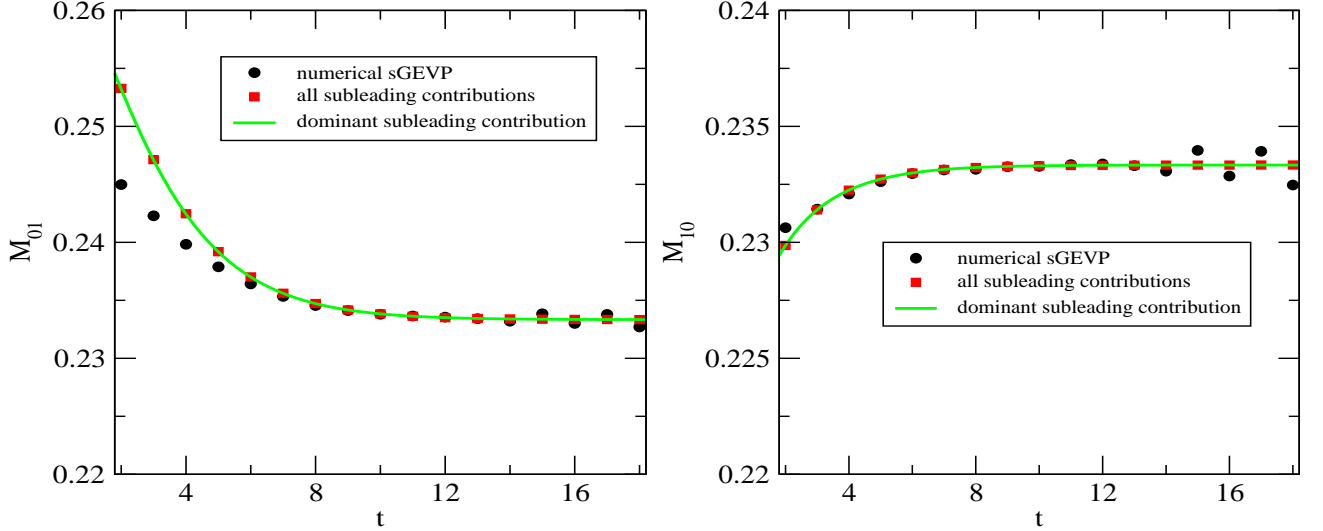 0.26
0.25
0.24
0.23
0.22
M01
4
8
12
16
t
numerical sGEVP
all subleading contributions
dominant subleading contribution
0.24
0.235
0.23
0.225
0.22
M10
4
8
12
16
t
numerical sGEVP
all subleading contributions
dominant subleading contribution